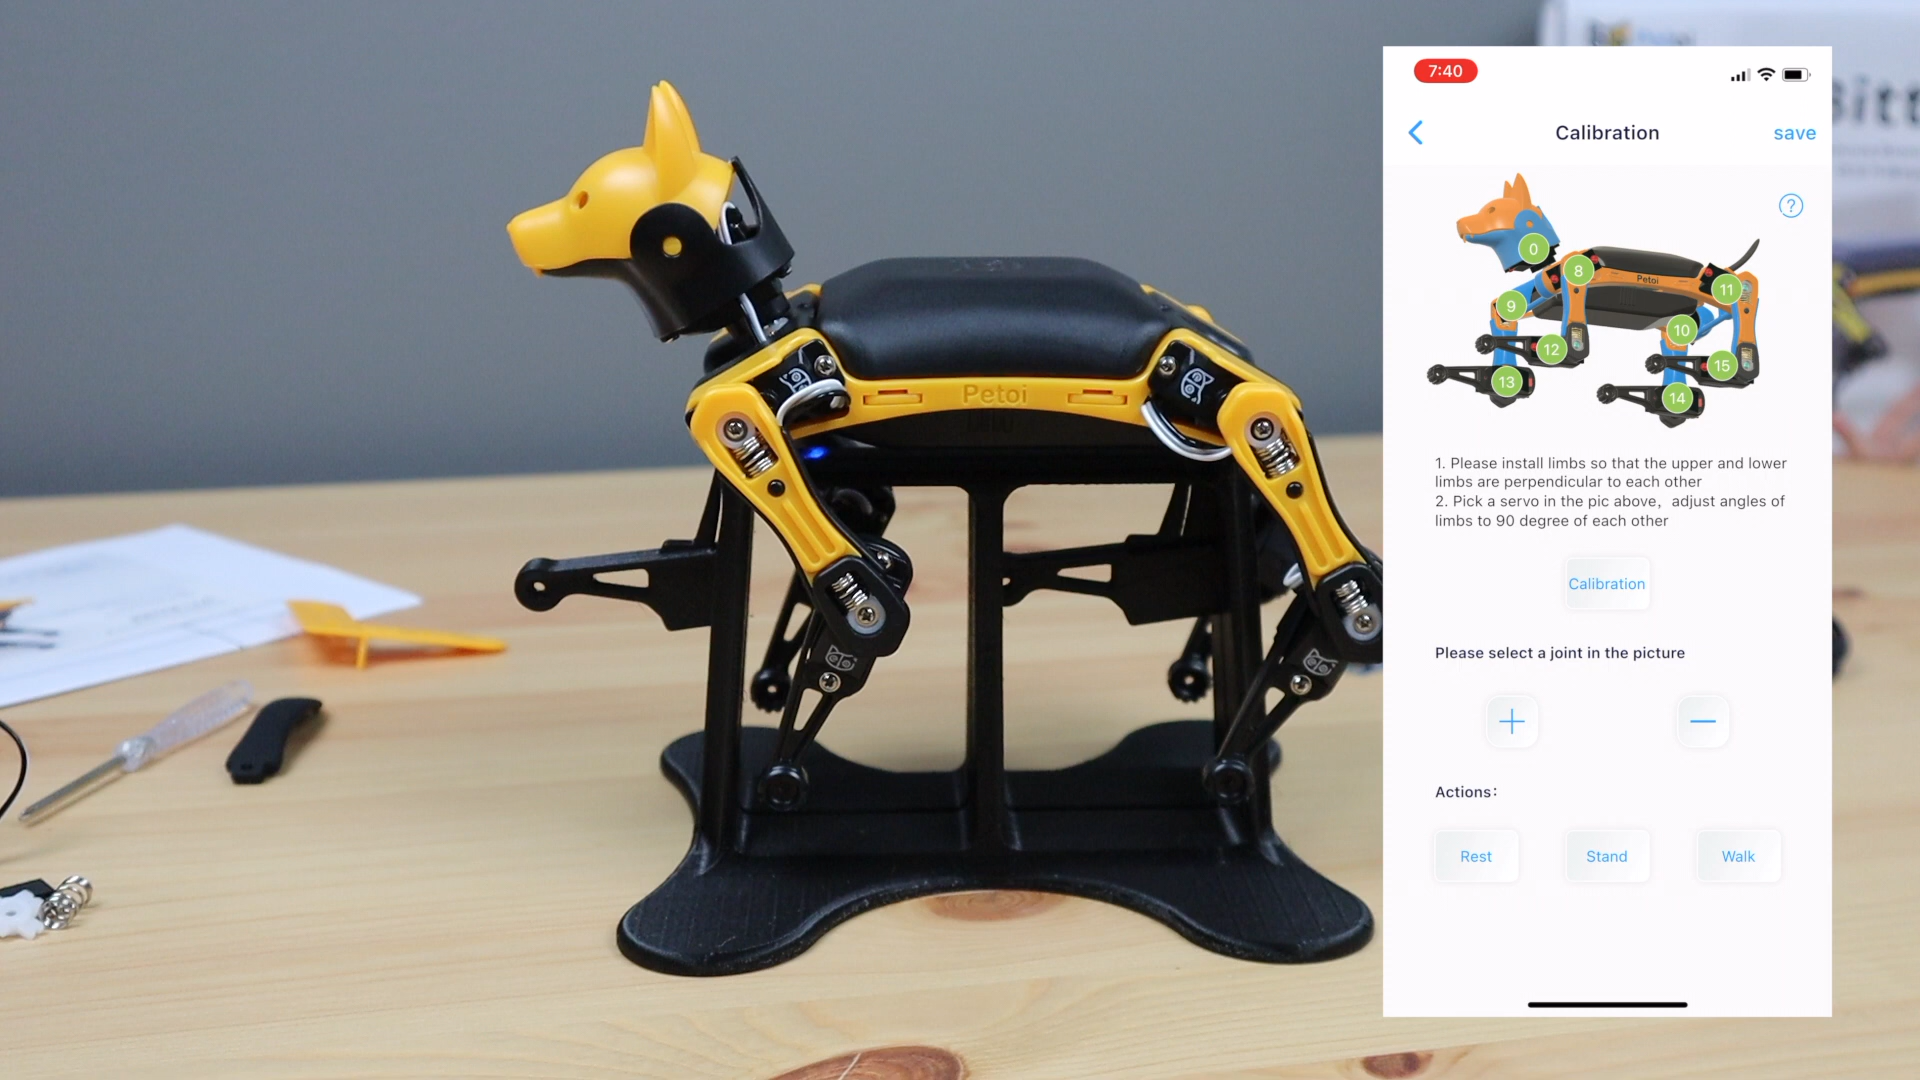 7:40
Calibration
save
?
0
8
Petoi
11
9
10
12
15
13
14
1. Please install limbs so that the upper and lower
limbs are perpendicular to each other
2. Pick a servo in the pic above, adjust angles of
limbs to 90 degree of each other
Calibration
Please select a joint in the picture
+
−
Actions:
Rest
Stand
Walk
Petoi
Bitt